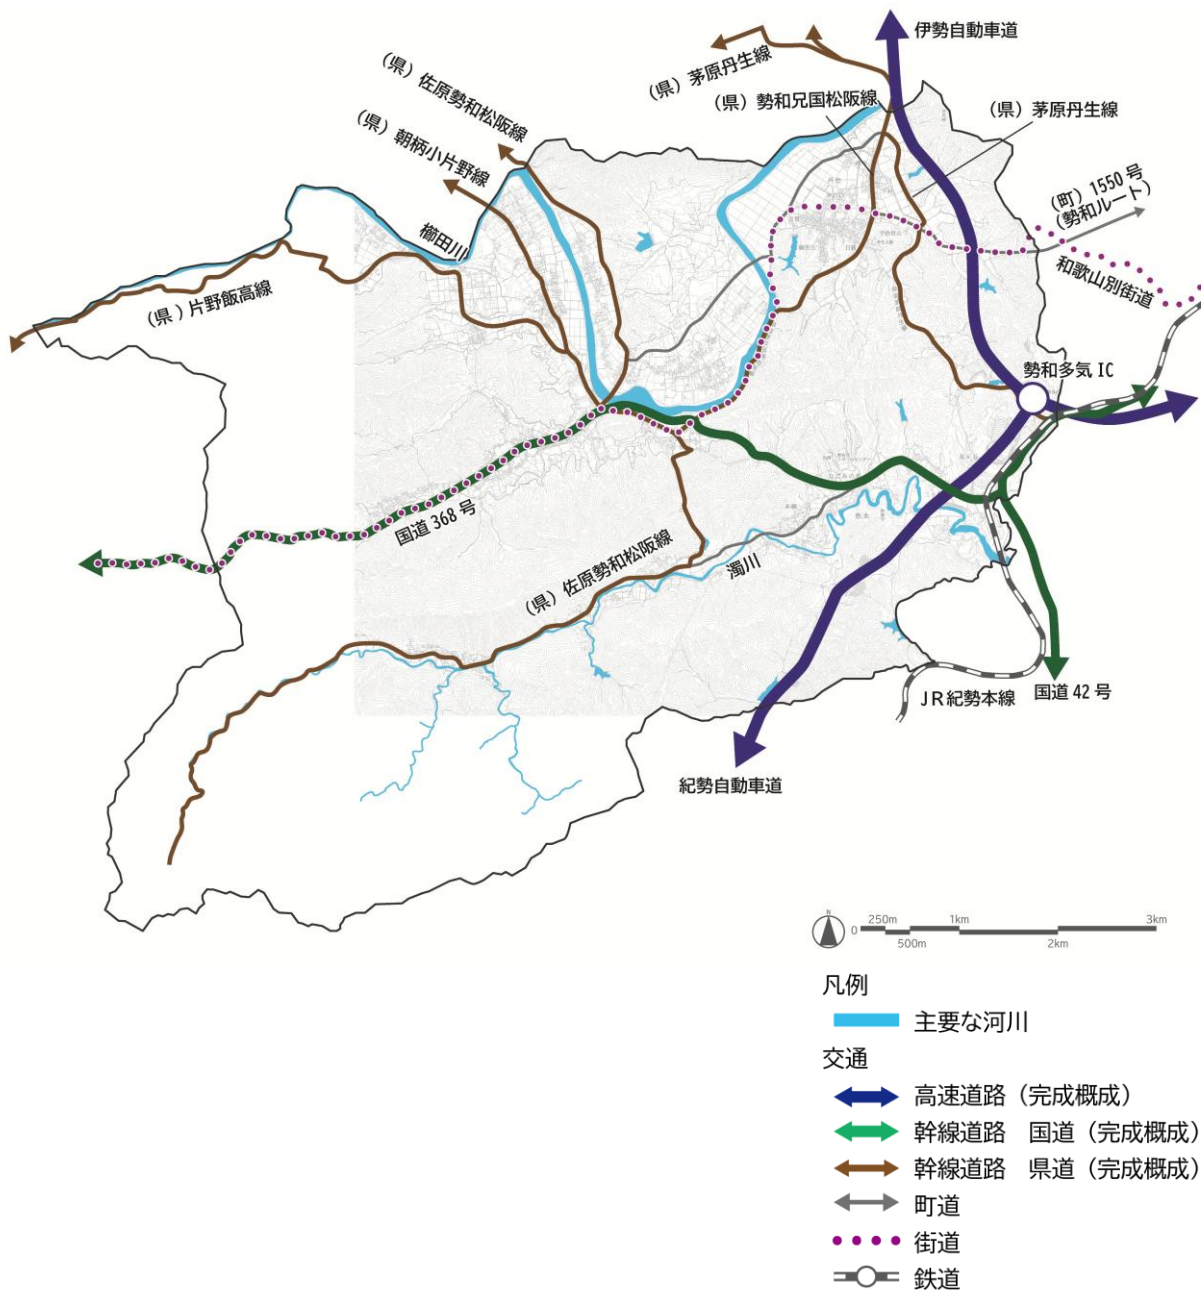 伊勢自動車道
(県)茅原丹生線
(県)佐原勢和松阪線
(県)勢和兄国松阪線
(県)茅原丹生線
(県)朝柄小片野線
(町)1550号
(勢和ルート)
櫛田川
和歌山別街道
(県)片野飯高線
勢和多気IC
国道368号
(県)佐原勢和松阪線
濁川
JR紀勢本線
国道42号
紀勢自動車道
N
0 250m 1km 3km
500m 2km
凡例
主要な河川
交通
高速道路(完成概成)
幹線道路 国道(完成概成)
幹線道路 県道(完成概成)
町道
街道
鉄道